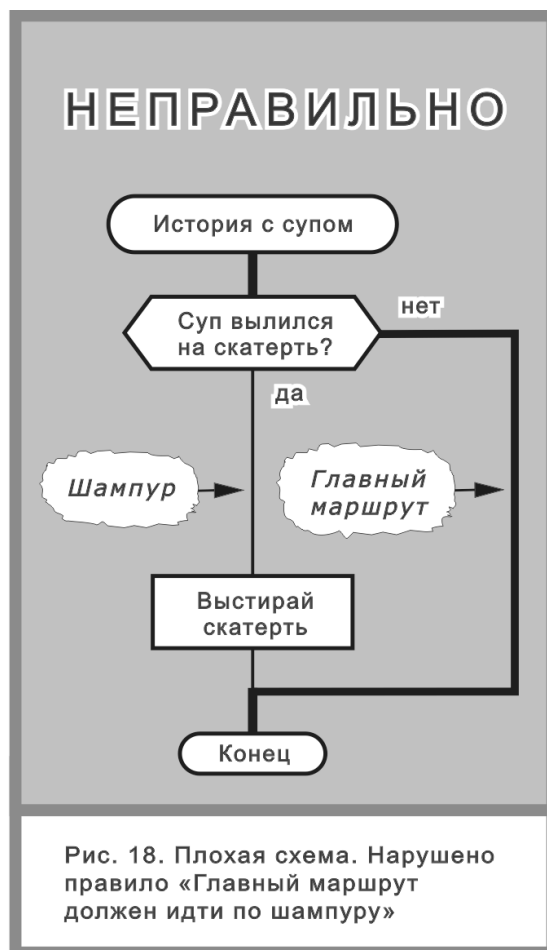 НЕПРАВИЛЬНО
История с супом
Суп вылился
на скатерть?
нет
да
Шампур
Главный
маршрут
Выстирай
скатерть
Конец
Рис. 18. Плохая схема. Нарушено
правило «Главный маршрут
должен идти по шампуру»